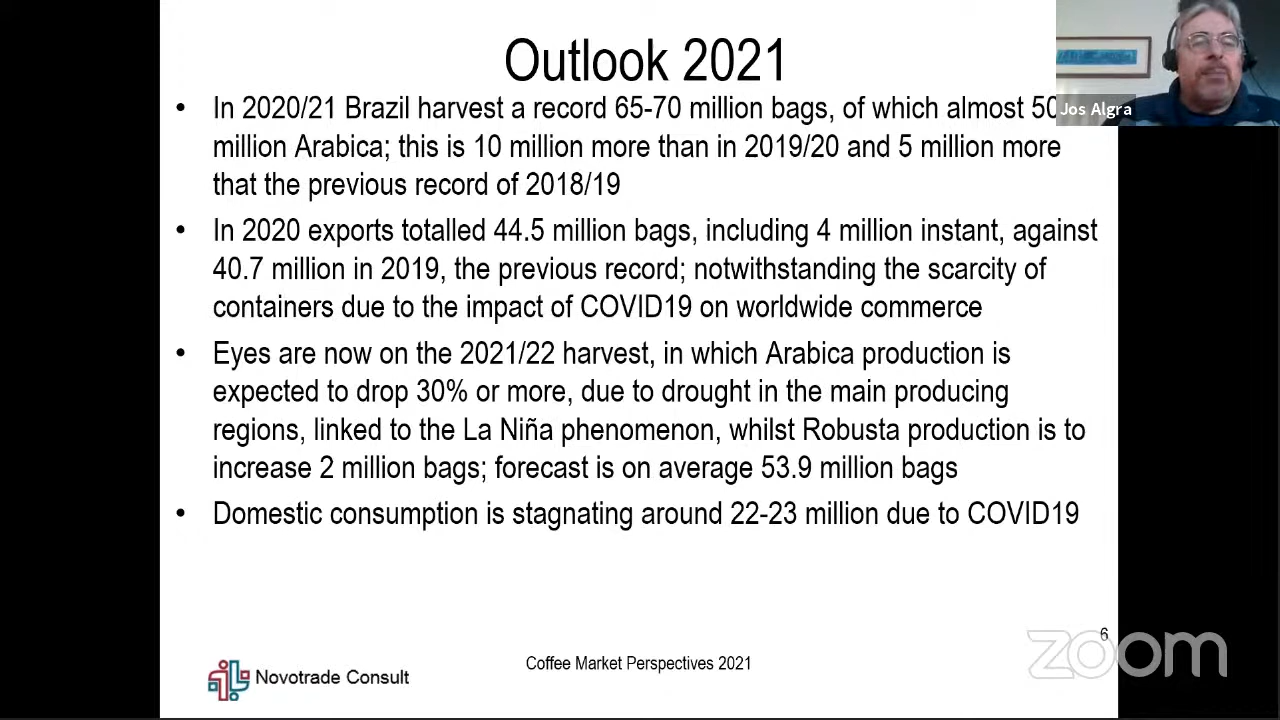 Outlook 2021
• In 2020/21 Brazil harvest a record 65-70 million bags, of which almost 50
million Arabica; this is 10 million more than in 2019/20 and 5 million more
that the previous record of 2018/19
• In 2020 exports totalled 44.5 million bags, including 4 million instant, against
40.7 million in 2019, the previous record; notwithstanding the scarcity of
containers due to the impact of COVID19 on worldwide commerce
• Eyes are now on the 2021/22 harvest, in which Arabica production is
expected to drop 30% or more, due to drought in the main producing
regions, linked to the La Niña phenomenon, whilst Robusta production is to
increase 2 million bags; forecast is on average 53.9 million bags
• Domestic consumption is stagnating around 22-23 million due to COVID19
Jos Algra
6
Novotrade Consult
Coffee Market Perspectives 2021
zoom